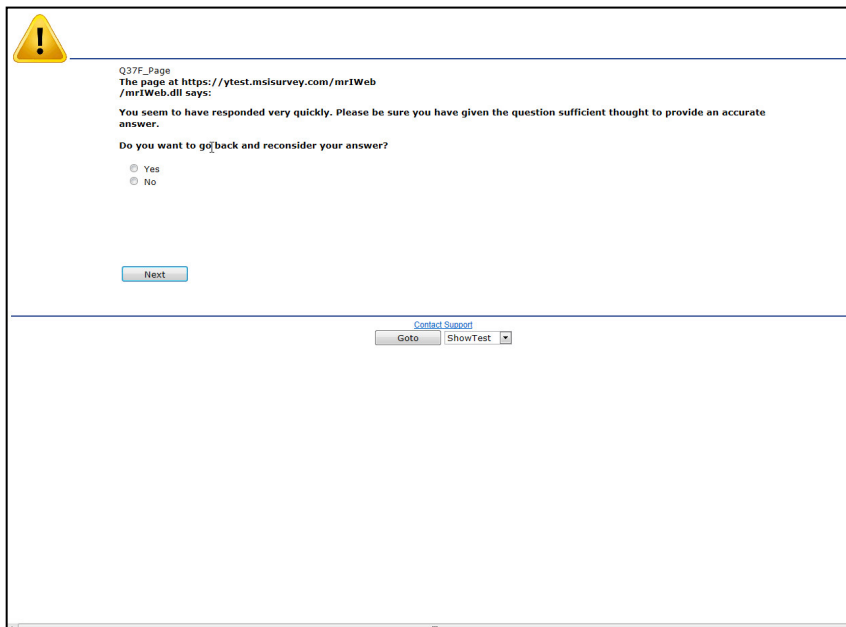 Q37F_Page
The page at https://ytest.msisurvey.com/mrIWeb
/mrIWeb.dll says:
You seem to have responded very quickly. Please be sure you have given the question sufficient thought to provide an accurate
answer.
Do you want to go back and reconsider your answer?
Yes
No
Next
Contact Support
Goto ShowTest